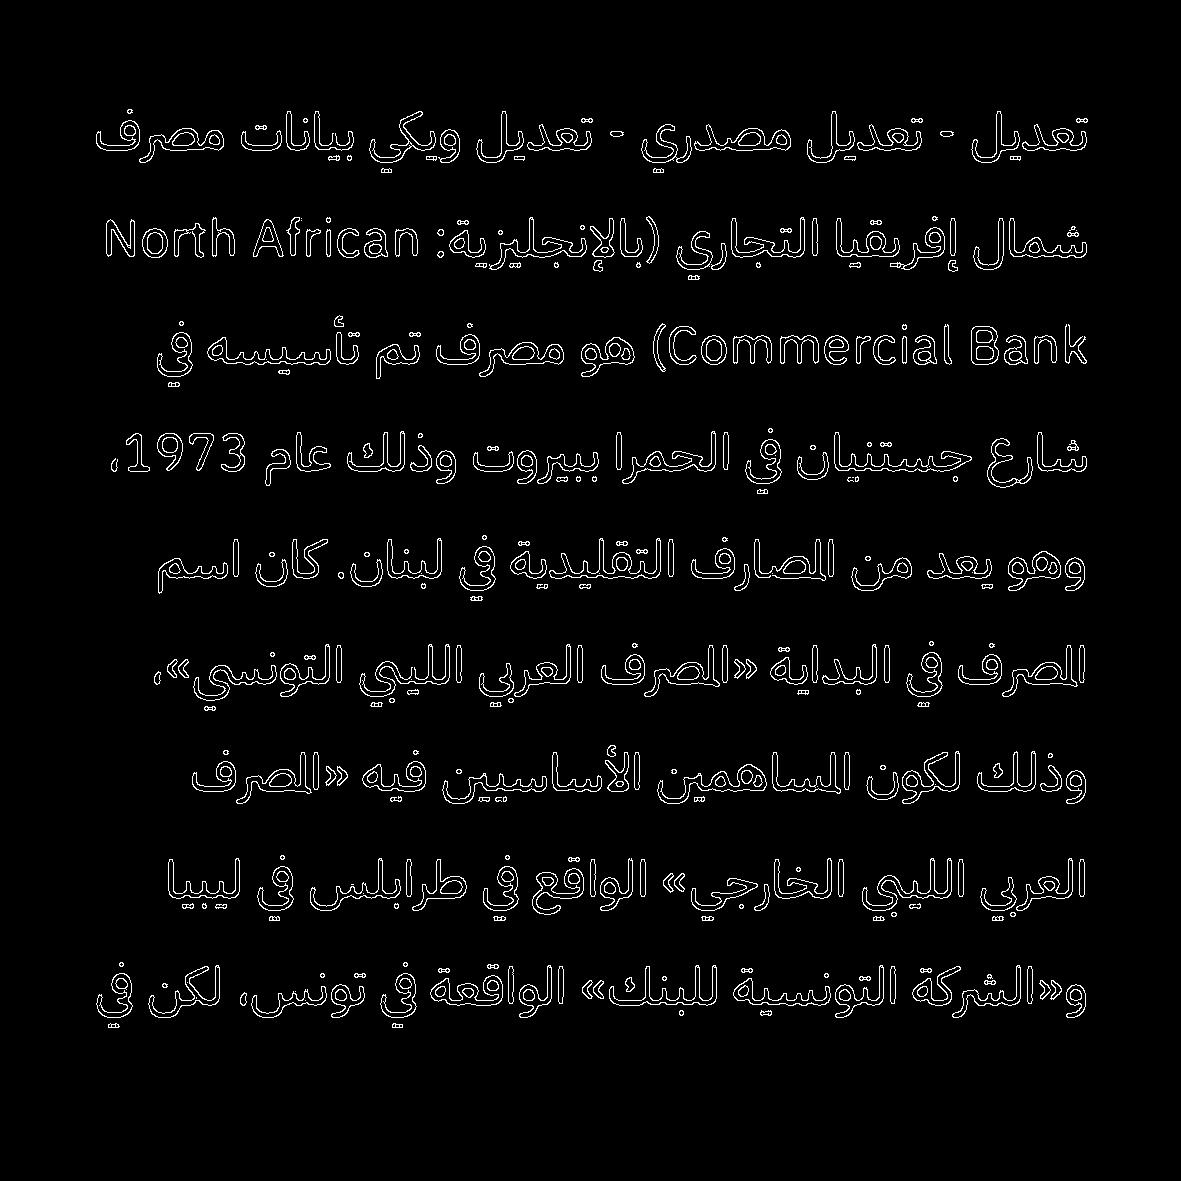 تعديل - تعديل مصدري - تعديل ويكي بيانات مصرف
شمال إفريقيا التجاري (بالإنجليزية: North African
Commercial Bank) هو مصرف تم تأسيسه في
شارع جستنيان في الحمرا ببيروت وذلك عام 1973،
وهو يعد من المصارف التقليدية في لبنان. كان اسم
المصرف في البداية «المصرف العربي الليبي التونسي»،
وذلك لكون المساهمين الأساسيين فيه «المصرف
العربي الليبي الخارجي» الواقع في طرابلس في ليبيا
و«الشركة التونسية للبنك» الواقعة في تونس، لكن في